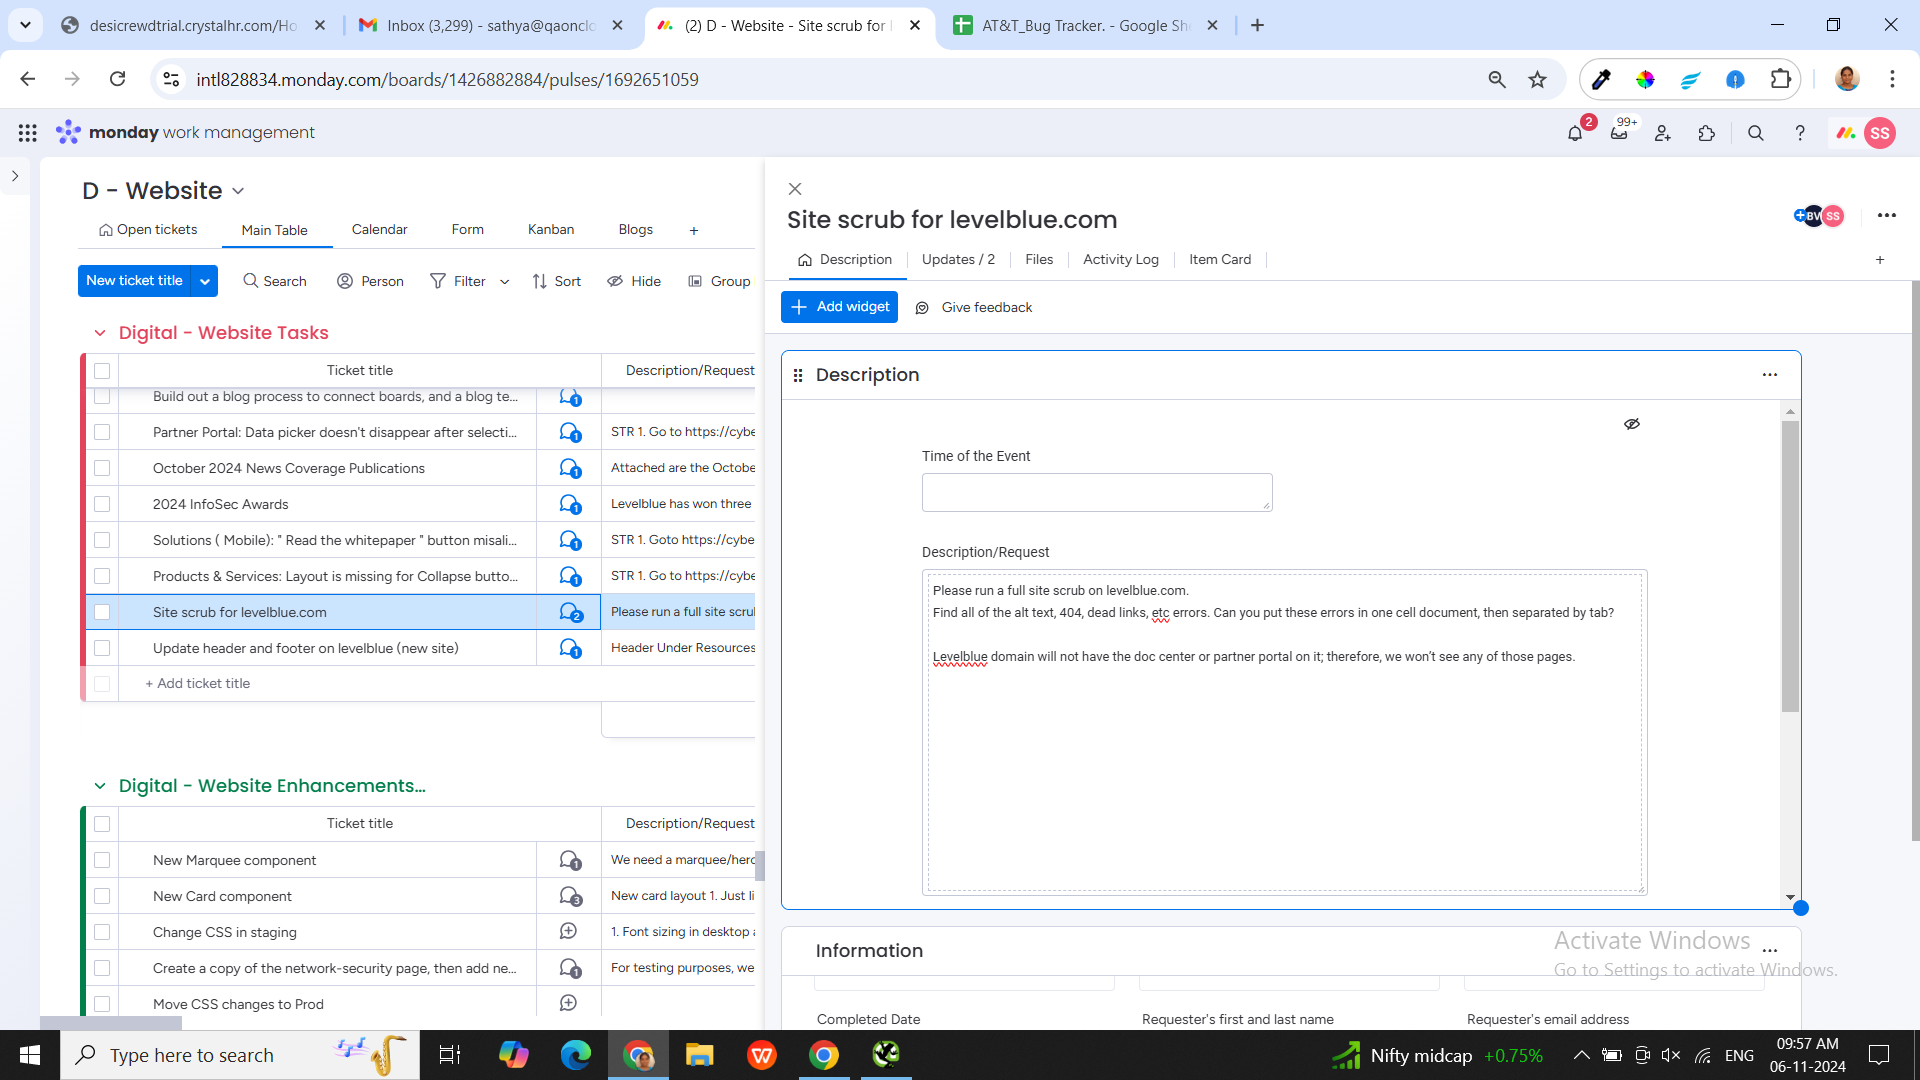 desicrewdtrial.crystalhr.com/Ho
Inbox (3,299) - sathya@qaonclo
(2) D - Website - Site scrub for l
AT&T_Bug Tracker. - Google She
intl828834.monday.com/boards/1426882884/pulses/1692651059
monday work management
2
99+
SS
D - Website
Open tickets
Main Table
Calendar
Form
Kanban
Blogs
+
New ticket title
Search
Person
Filter
Sort
Hide
Group
Digital - Website Tasks
Ticket title
Description/Request
Build out a blog process to connect boards, and a blog te...
1
Partner Portal: Data picker doesn't disappear after selecti...
1
STR 1. Go to https://cybe
October 2024 News Coverage Publications
1
Attached are the Octobe
2024 InfoSec Awards
1
Levelblue has won three
Solutions ( Mobile): " Read the whitepaper " button misali...
1
STR 1. Goto https://cybe
Products & Services: Layout is missing for Collapse butto...
1
STR 1. Go to https://cybe
Site scrub for levelblue.com
2
Please run a full site scrul
Update header and footer on levelblue (new site)
1
Header Under Resources
+ Add ticket title
Digital - Website Enhancements...
Ticket title
Description/Request
New Marquee component
1
We need a marquee/herc
New Card component
3
New card layout 1. Just li
Change CSS in staging
1. Font sizing in desktop a
Create a copy of the network-security page, then add ne...
1
For testing purposes, we
Move CSS changes to Prod
Site scrub for levelblue.com
BV
SS
Description
Updates / 2
Files
Activity Log
Item Card
+
Add widget
Give feedback
Description
Time of the Event
Description/Request
Please run a full site scrub on levelblue.com.
Find all of the alt text, 404, dead links, etc errors. Can you put these errors in one cell document, then separated by tab?
Levelblue domain will not have the doc center or partner portal on it; therefore, we won't see any of those pages.
Information
Completed Date
Requester's first and last name
Requester's email address
Activate Windows
Go to Settings to activate Windows.
Type here to search
Nifty midcap +0.75%
ENG
09:57 AM
06-11-2024